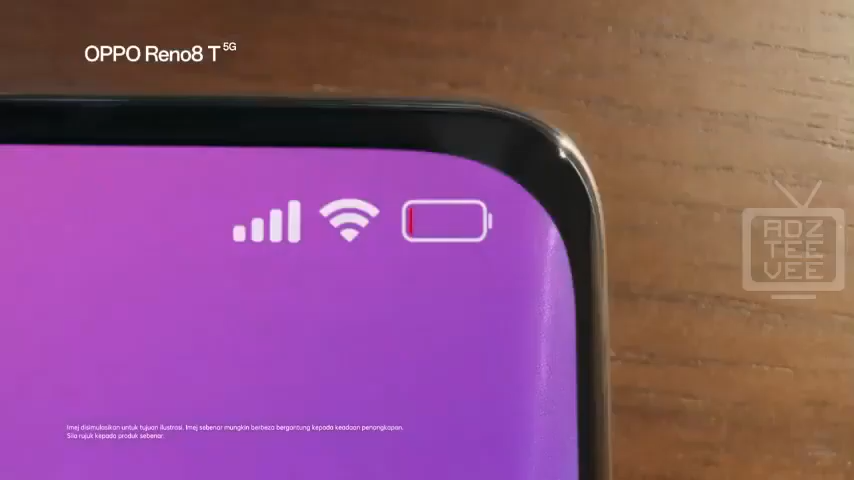 OPPO Reno8 T 5G
ADZ
TEE
VEE
Imej disimulasikan untuk tujuan ilustrasi. Imej sebenar mungkin berbeza bergantung kepada keadaan penangkapan.
Sila rujuk kepada produk sebenar.